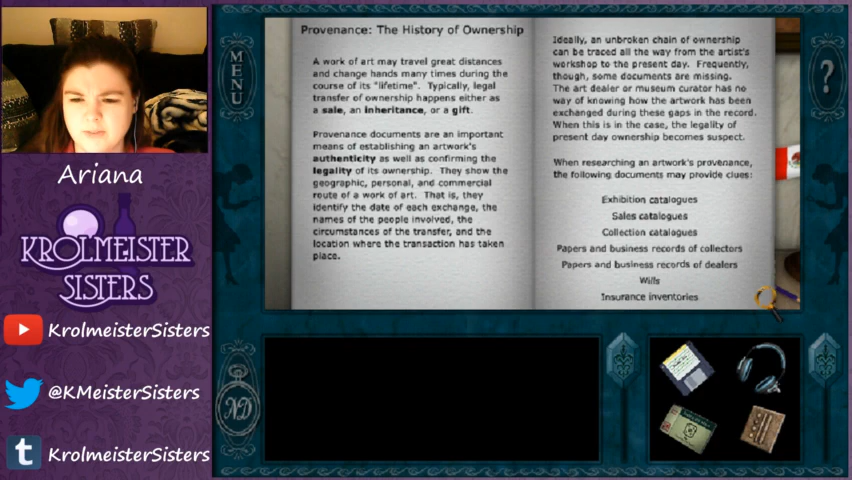 Provenance: The History of Ownership
A work of art may travel great distances
and change hands many times during the
course of its "lifetime". Typically, legal
transfer of ownership happens either as
a sale, an inheritance, or a gift.
Provenance documents are an important
means of establishing an artwork's
authenticity as well as confirming the
legality of its ownership. They show the
geographic, personal, and commercial
route of a work of art. That is, they
identify the date of each exchange, the
names of the people involved, the
circumstances of the transfer, and the
location where the transaction has taken
place.
Ideally, an unbroken chain of ownership
can be traced all the way from the artist's
workshop to the present day. Frequently,
though, some documents are missing.
The art dealer or museum curator has no
way of knowing how the artwork has been
exchanged during these gaps in the record.
When this is in the case, the legality of
present day ownership becomes suspect.
When researching an artwork's provenance,
the following documents may provide clues:
Exhibition catalogues
Sales catalogues
Collection catalogues
Papers and business records of collectors
Papers and business records of dealers
Wills
Insurance inventories
MENU
?
ND
Ariana
KROLMEISTER
SISTERS
KrolmeisterSisters
@KMeisterSisters
t KrolmeisterSisters